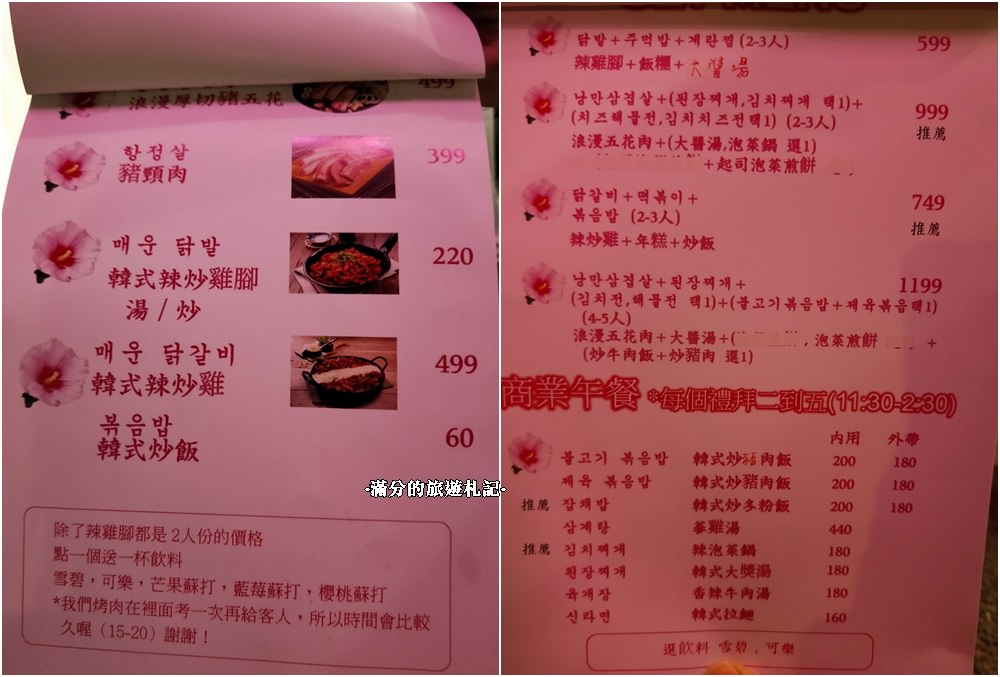 浪漫厚切豬五花
499
항정살
豬頸肉
399
매운 닭발
韓式辣炒雞腳
湯 / 炒
220
매운 닭갈비
韓式辣炒雞
499
볶음밥
韓式炒飯
60
除了辣雞腳都是2人份的價格
點一個送一杯飲料
雪碧，可樂，芒果蘇打，藍莓蘇打，櫻桃蘇打
*我們烤肉在裡面考一次再給客人，所以時間會比較
久喔（15-20）謝謝！
·滿分的旅遊札記·
닭발+주먹밥+계란찜(2-3人)
599
辣雞腳+飯糰+大醬湯
낭만삼겹살+(된장찌개,김치찌개 택1)+
999
(치즈해물전,김치치즈전택1) (2-3人)
推薦
浪漫五花肉+(大醬湯,泡菜鍋 選1)
+起司泡菜煎餅
닭갈비+떡볶이+
749
볶음밥 (2-3人)
推薦
辣炒雞+年糕+炒飯
낭만삼겹살+된장찌개+
1199
(김치전,해물전 택1)+(불고기볶음밥+제육볶음택1)
(4-5人)
浪漫五花肉+大醬湯+( , 泡菜煎餅 +
(炒牛肉飯+炒豬肉 選1)
商業午餐 *每個禮拜二到五(11:30-2:30)
內用 外帶
불고기 볶음밥 韓式炒豬肉飯 200 180
제육 볶음밥 韓式炒豬肉飯 200 180
推薦 잡채밥 韓式炒冬粉飯 200 180
삼계탕 蔘雞湯 440
推薦 김치찌개 辣泡菜鍋 180
된장찌개 韓式大獎湯 180
육개장 香辣牛肉湯 180
신라면 韓式拉麵 160
選飲料 雪碧，可樂